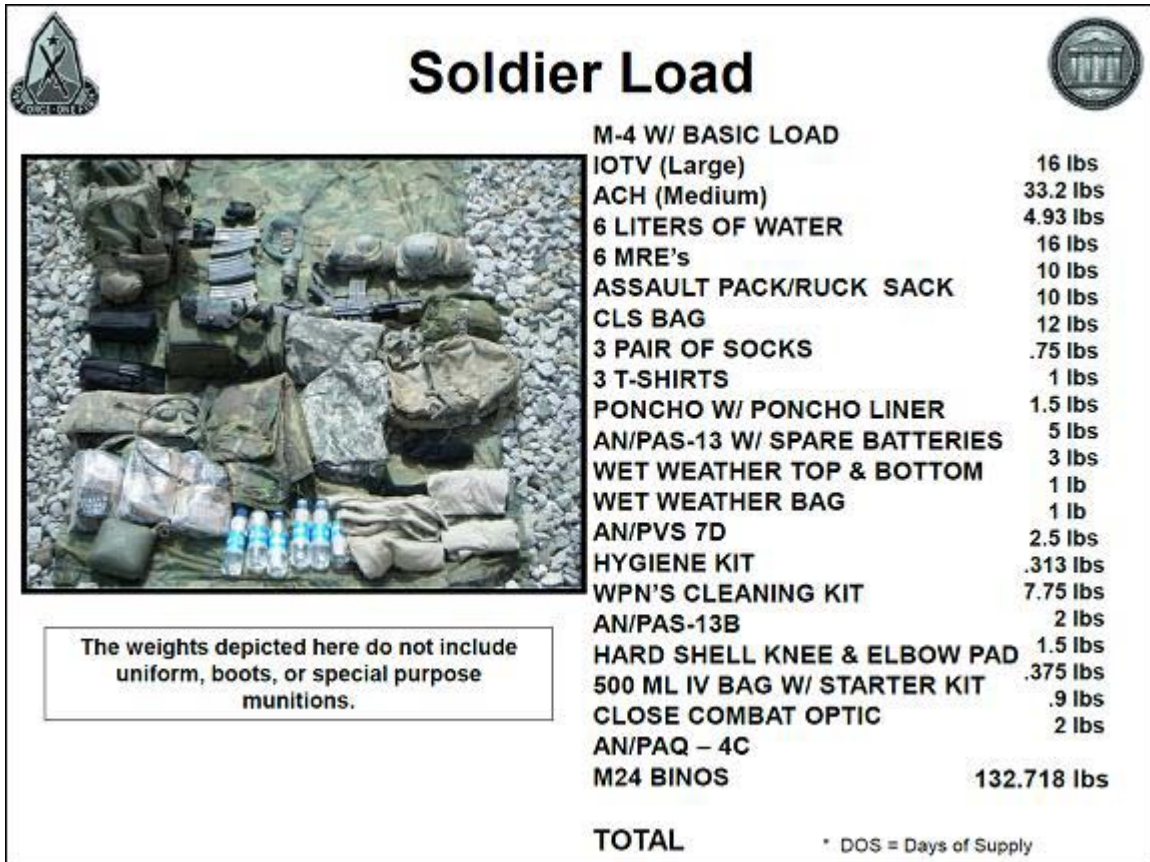 Soldier Load
M-4 W/ BASIC LOAD
IOTV (Large)
ACH (Medium)
6 LITERS OF WATER
6 MRE's
ASSAULT PACK/RUCK SACK
CLS BAG
3 PAIR OF SOCKS
3 T-SHIRTS
PONCHO W/ PONCHO LINER
AN/PAS-13 W/ SPARE BATTERIES
WET WEATHER TOP & BOTTOM
WET WEATHER BAG
AN/PVS 7D
HYGIENE KIT
WPN'S CLEANING KIT
AN/PAS-13B
HARD SHELL KNEE & ELBOW PAD
500 ML IV BAG W/ STARTER KIT
CLOSE COMBAT OPTIC
AN/PAQ – 4C
M24 BINOS
TOTAL
16 lbs
33.2 lbs
4.93 lbs
16 lbs
10 lbs
10 lbs
12 lbs
.75 lbs
1 lbs
1.5 lbs
5 lbs
3 lbs
1 lb
1 lb
2.5 lbs
.313 lbs
7.75 lbs
2 lbs
1.5 lbs
.375 lbs
.9 lbs
2 lbs
132.718 lbs
* DOS = Days of Supply
The weights depicted here do not include
uniform, boots, or special purpose
munitions.